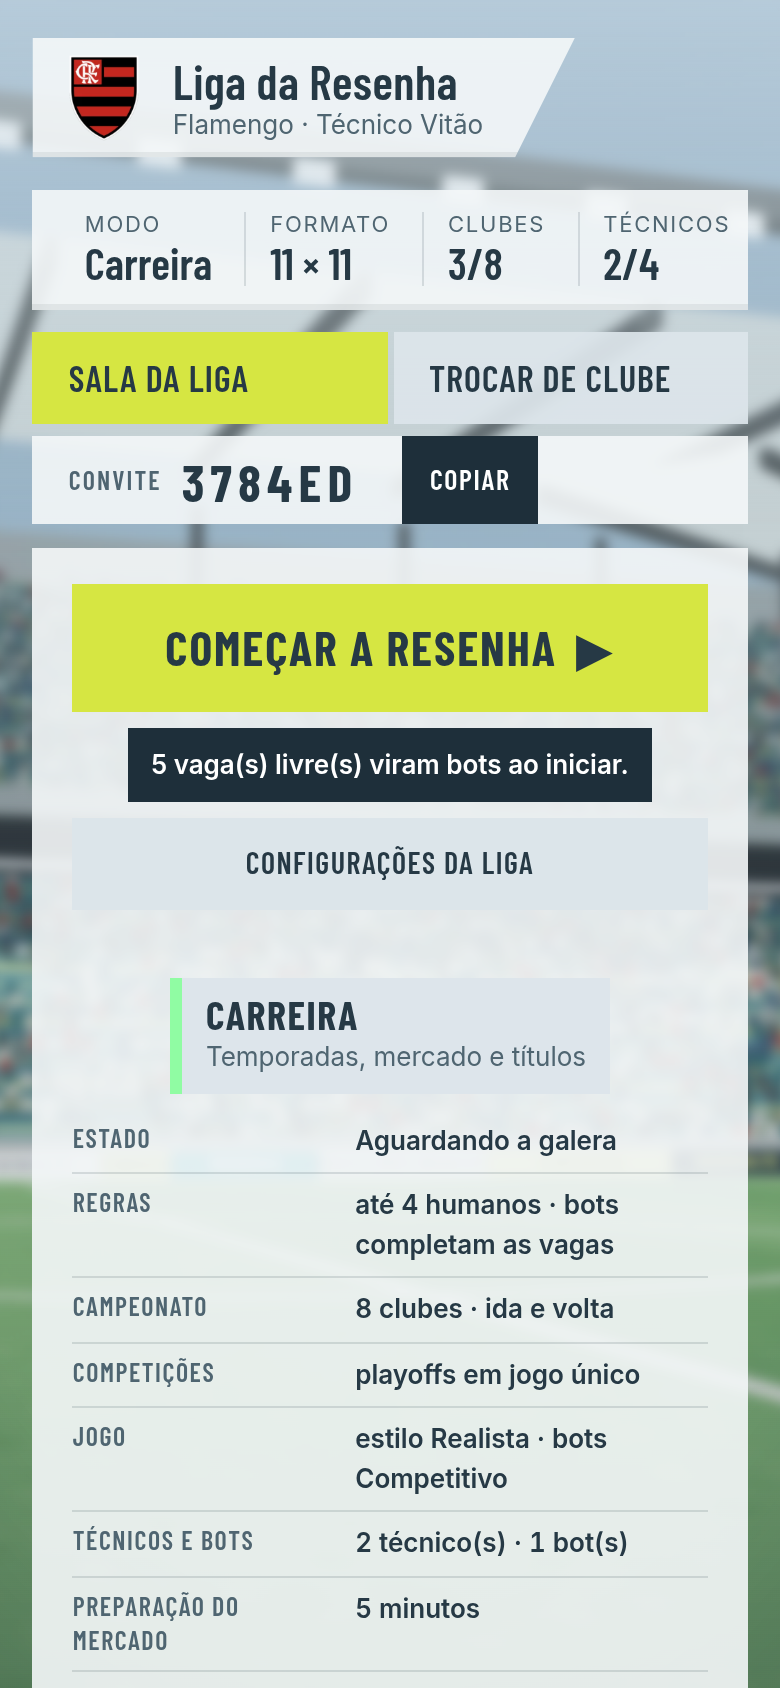 Liga da Resenha
Flamengo · Técnico Vitão
MODO
Carreira
FORMATO
11 × 11
CLUBES
3/8
TÉCNICOS
2/4
SALA DA LIGA
TROCAR DE CLUBE
CONVITE 3784ED COPIAR
COMEÇAR A RESENHA ▶
5 vaga(s) livre(s) viram bots ao iniciar.
CONFIGURAÇÕES DA LIGA
CARREIRA
Temporadas, mercado e títulos
ESTADO
Aguardando a galera
REGRAS
até 4 humanos · bots
completam as vagas
CAMPEONATO
8 clubes · ida e volta
COMPETIÇÕES
playoffs em jogo único
JOGO
estilo Realista · bots
Competitivo
TÉCNICOS E BOTS
2 técnico(s) · 1 bot(s)
PREPARAÇÃO DO
MERCADO
5 minutos